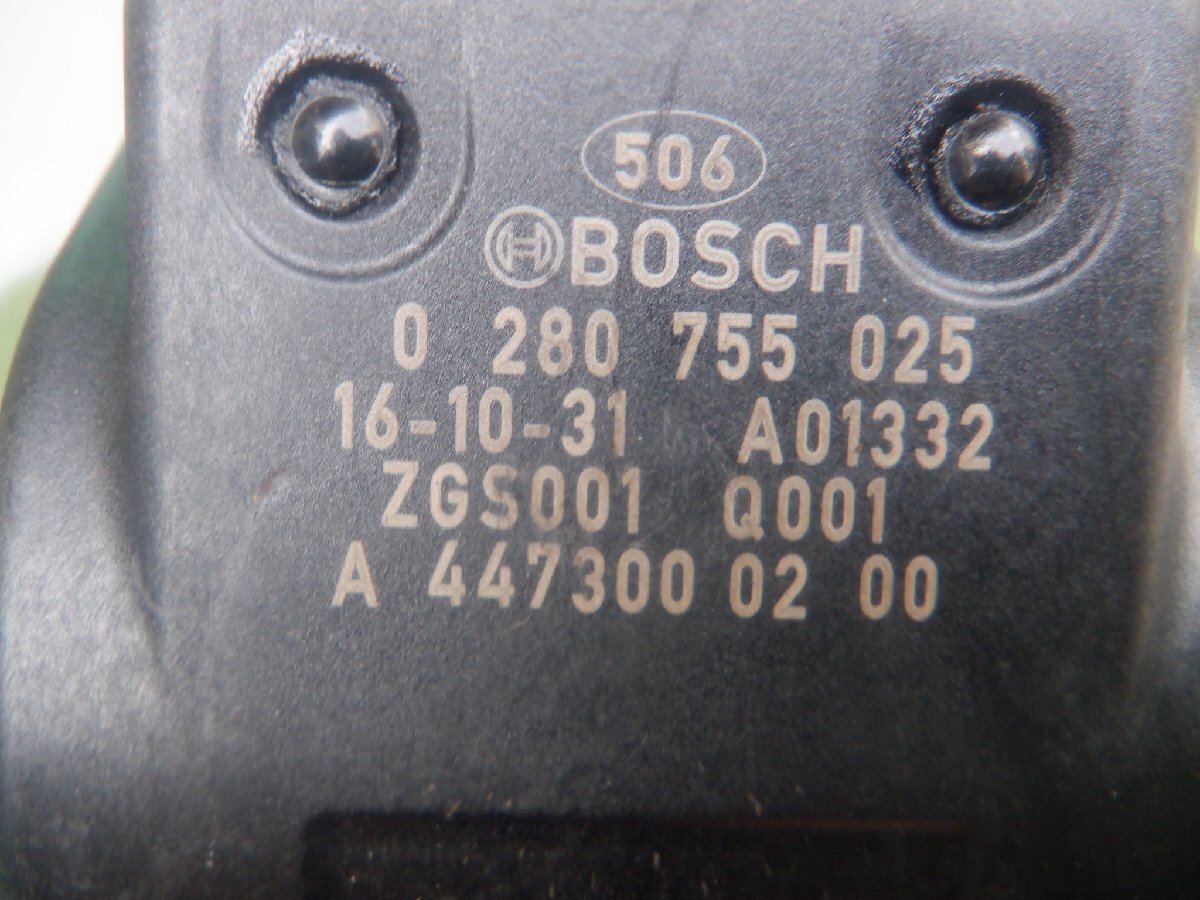 506
BOSCH
0 280 755 025
16-10-31 A01332
ZGS001 Q001
A 447300 02 00